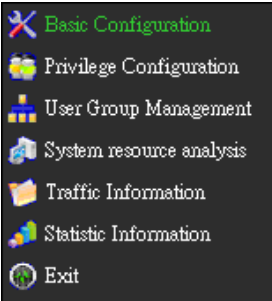 Basic Configuration
Privilege Configuration
User Group Management
System resource analysis
Traffic Information
Statistic Information
Exit